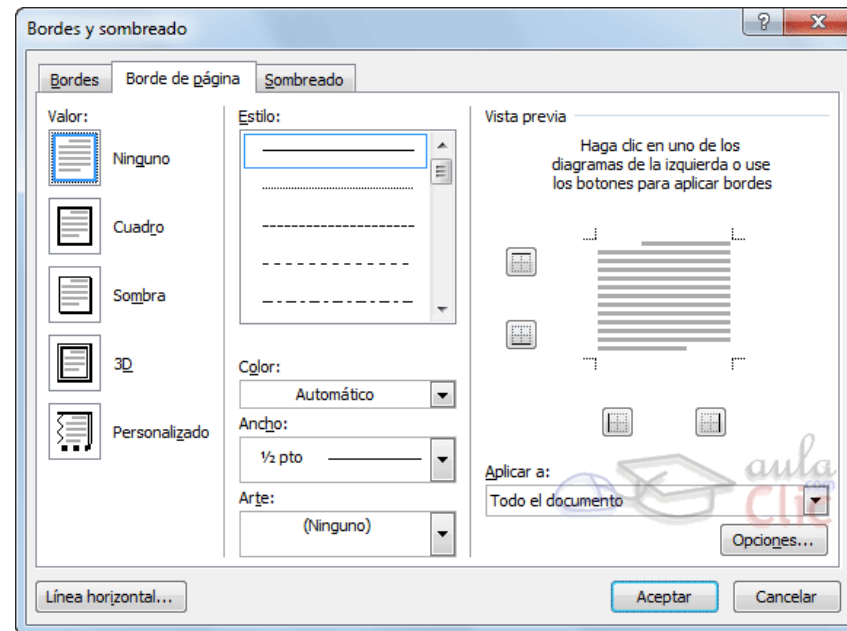 Bordes y sombreado
Bordes
Borde de página
Sombreado
Valor:
Ninguno
Cuadro
Sombra
3D
Personalizado
Estilo:
Color:
Automático
Ancho:
½ pto
Arte:
(Ninguno)
Vista previa
Haga clic en uno de los
diagramas de la izquierda o use
los botones para aplicar bordes
Aplicar a:
Todo el documento
Opciones...
Línea horizontal...
Aceptar
Cancelar
aula
.com
Clic